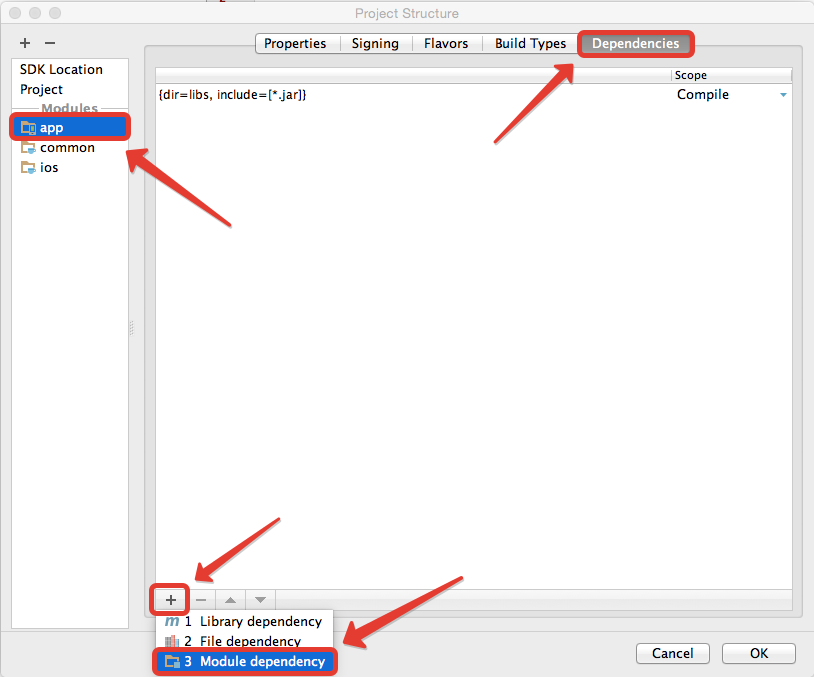 Project Structure
Properties Signing Flavors Build Types Dependencies
SDK Location
Project
Modules
app
common
ios
Scope
{dir=libs, include=[*.jar]} Compile
m 1 Library dependency
2 File dependency
3 Module dependency
Cancel OK